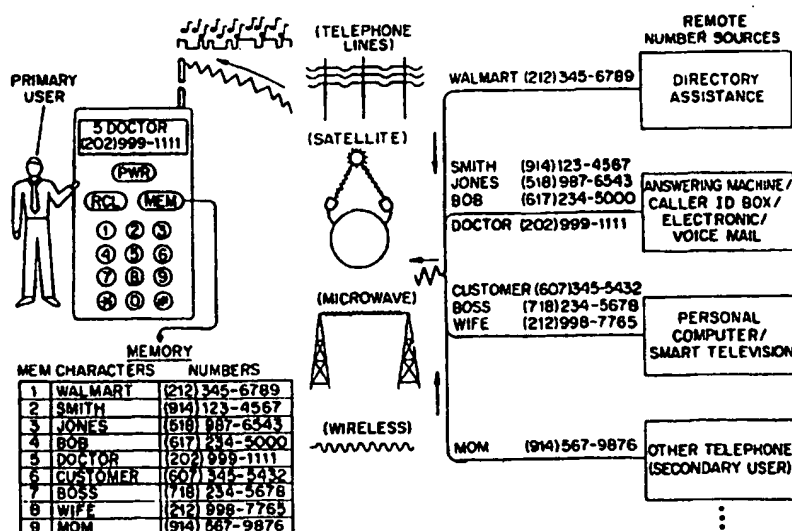 REMOTE
NUMBER SOURCES
(TELEPHONE
LINES)
PRIMARY
USER
5 DOCTOR
(202)999-1111
PWR
RCL
MEM
1 2 3
4 5 6
7 8 9
* 0 #
(SATELLITE)
(MICROWAVE)
(WIRELESS)
WALMART (212)345-6789
DIRECTORY
ASSISTANCE
SMITH (914)123-4567
JONES (518)987-6543
BOB (617)234-5000
DOCTOR (202)999-1111
ANSWERING MACHINE/
CALLER ID BOX/
ELECTRONIC/
VOICE MAIL
CUSTOMER (607)345-5432
BOSS (718)234-5678
WIFE (212)998-7765
PERSONAL
COMPUTER/
SMART TELEVISION
MOM (914)567-9876
OTHER TELEPHONE
(SECONDARY USER)
MEMORY
MEM CHARACTERS NUMBERS
1 WALMART (212)345-6789
2 SMITH (914)123-4567
3 JONES (518)987-6543
4 BOB (617)234-5000
5 DOCTOR (202)999-1111
6 CUSTOMER (607)345-5432
7 BOSS (718)234-5678
8 WIFE (212)998-7765
9 MOM (914)567-9876